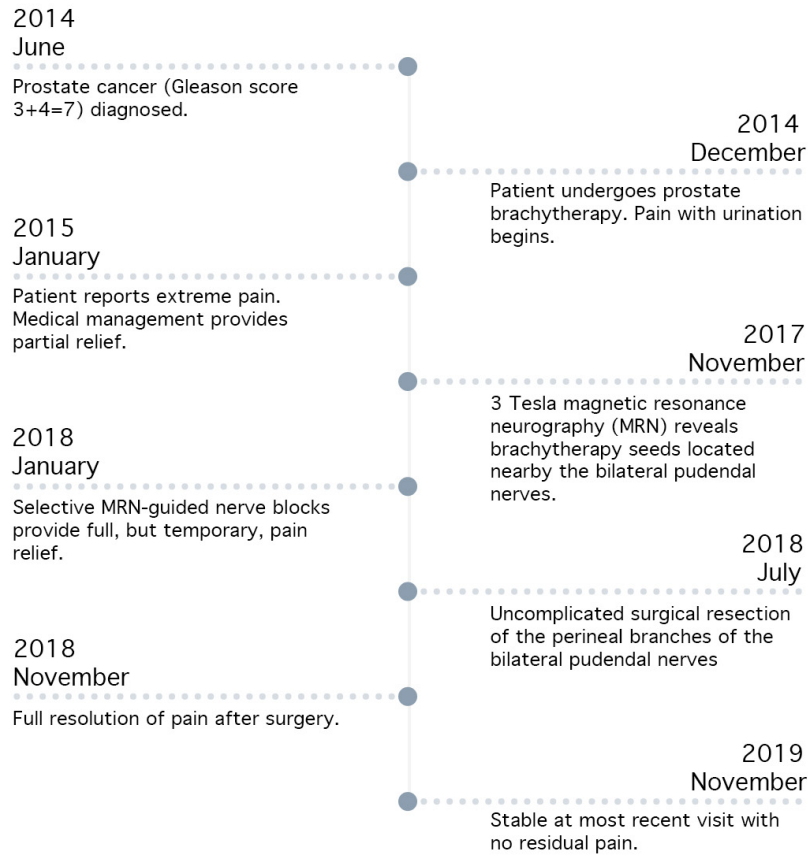 2014
June
Prostate cancer (Gleason score
3+4=7) diagnosed.
2014
December
Patient undergoes prostate
brachytherapy. Pain with urination
begins.
2015
January
Patient reports extreme pain.
Medical management provides
partial relief.
2017
November
3 Tesla magnetic resonance
neurography (MRN) reveals
brachytherapy seeds located
nearby the bilateral pudendal
nerves.
2018
January
Selective MRN-guided nerve blocks
provide full, but temporary, pain
relief.
2018
July
Uncomplicated surgical resection
of the perineal branches of the
bilateral pudendal nerves
2018
November
Full resolution of pain after surgery.
2019
November
Stable at most recent visit with
no residual pain.